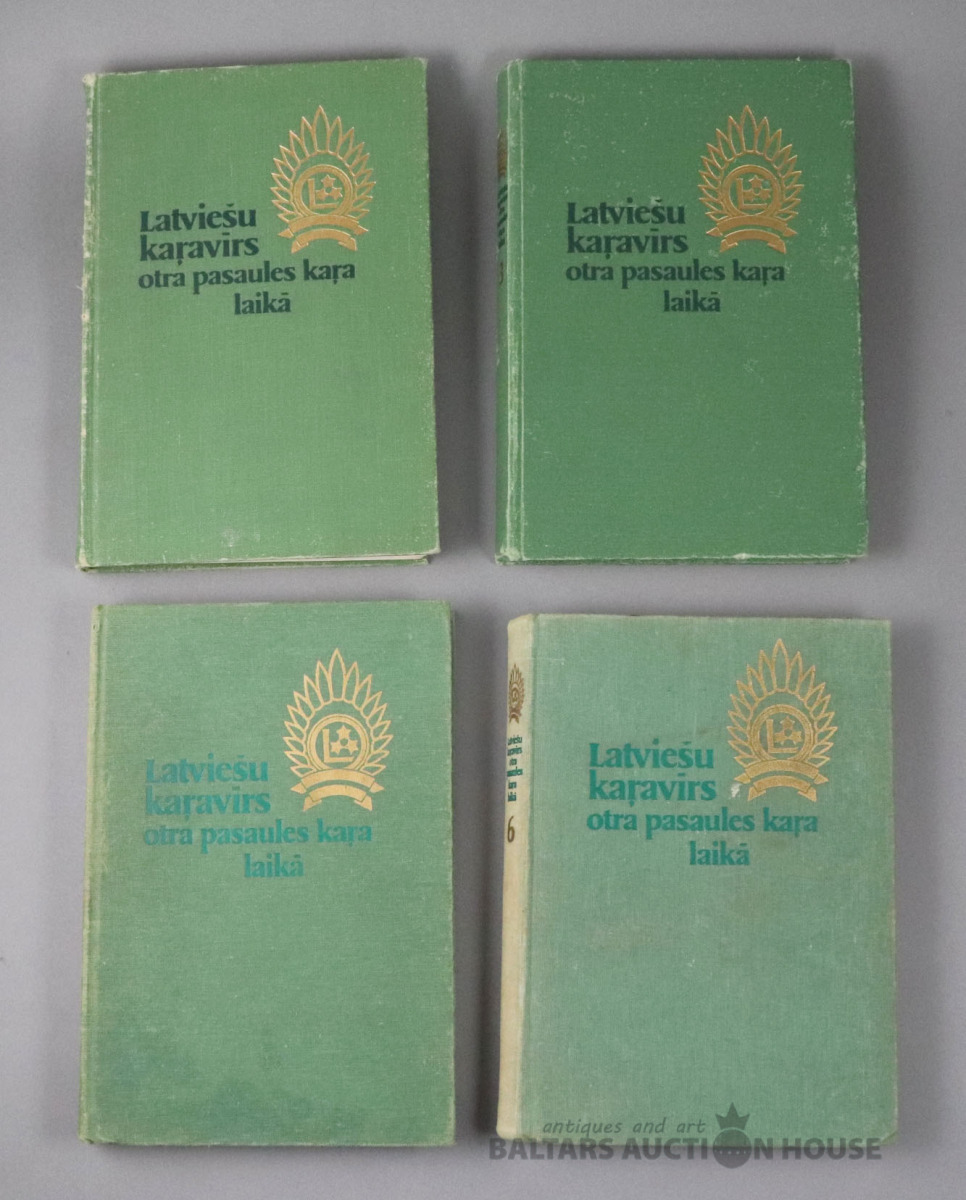 Latviešu
kaŗavīrs
otra pasaules kaŗa
laikā
Latviešu
kaŗavīrs
otra pasaules kaŗa
laikā
Latviešu
kaŗavīrs
otra pasaules kaŗa
laikā
6
Latviešu
kaŗavīrs
otra pasaules kaŗa
laikā
antiques and art
BALTARS AUCTION HOUSE